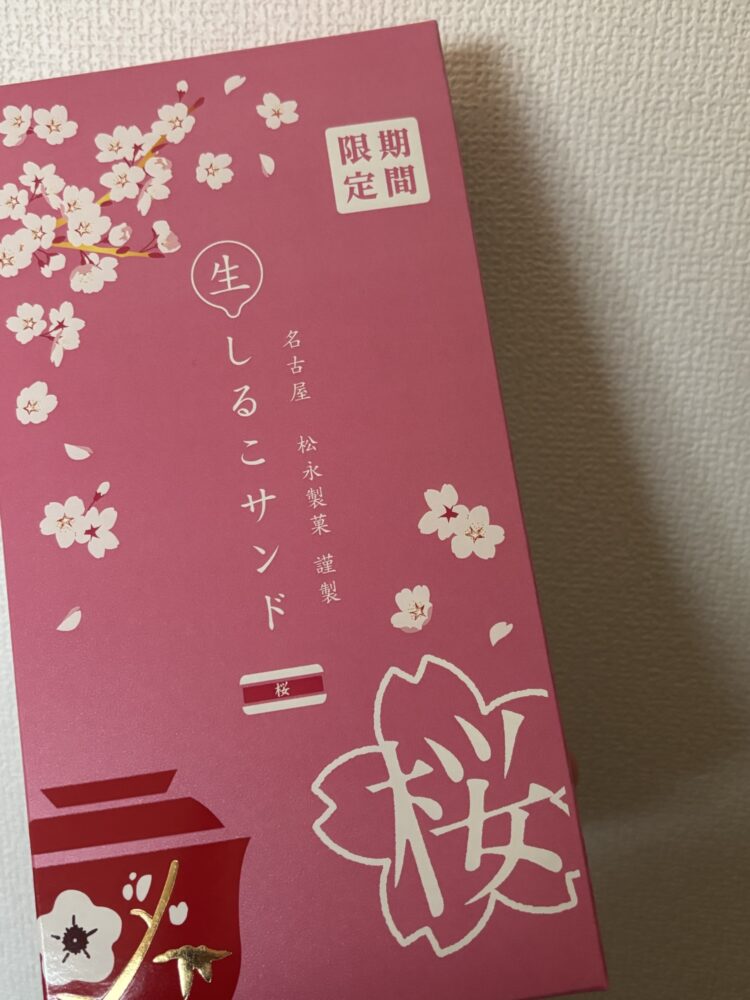 期間
限定
生
しるこサンド
名古屋 松永製菓 謹製
桜
桜